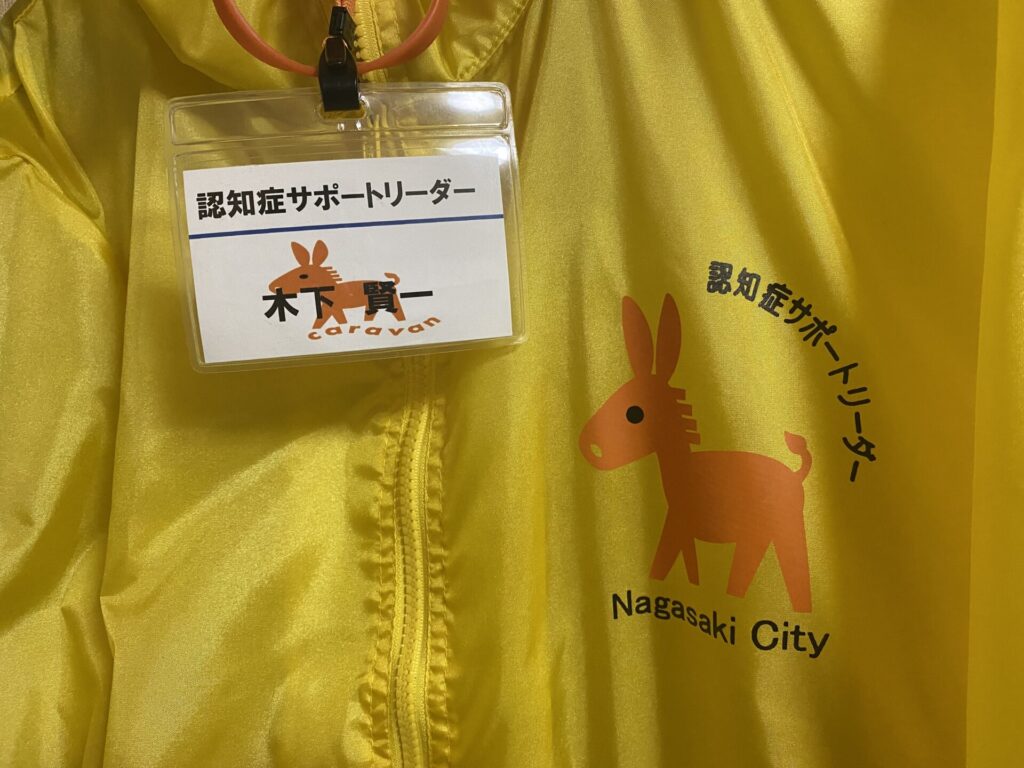 認知症サポートリーダー
木下 賢一
caravan
認知症サポートリーダー
Nagasaki City